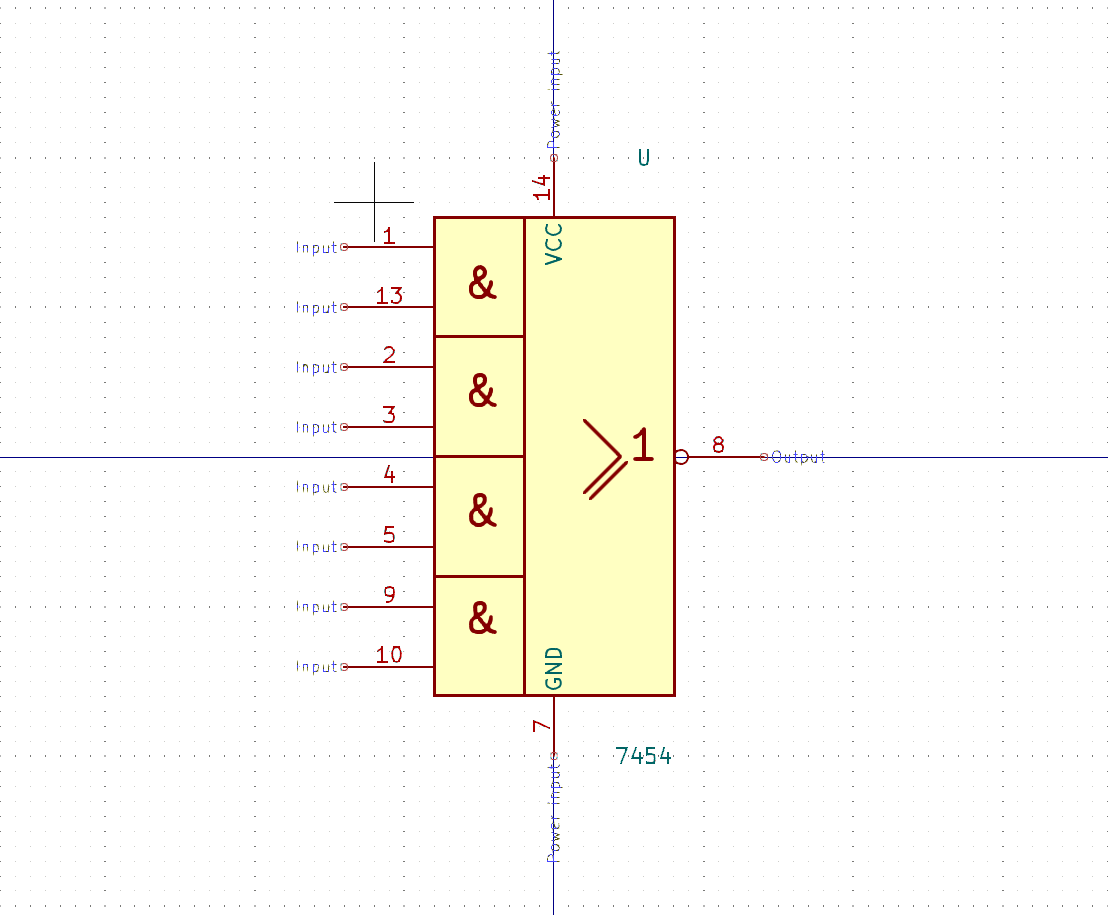 Power input
U
14
VCC
Input 1
&
Input 13
Input 2
&
Input 3
>1
8 Output
Input 4
&
Input 5
Input 9
&
Input 10
GND
7
7454
Power input